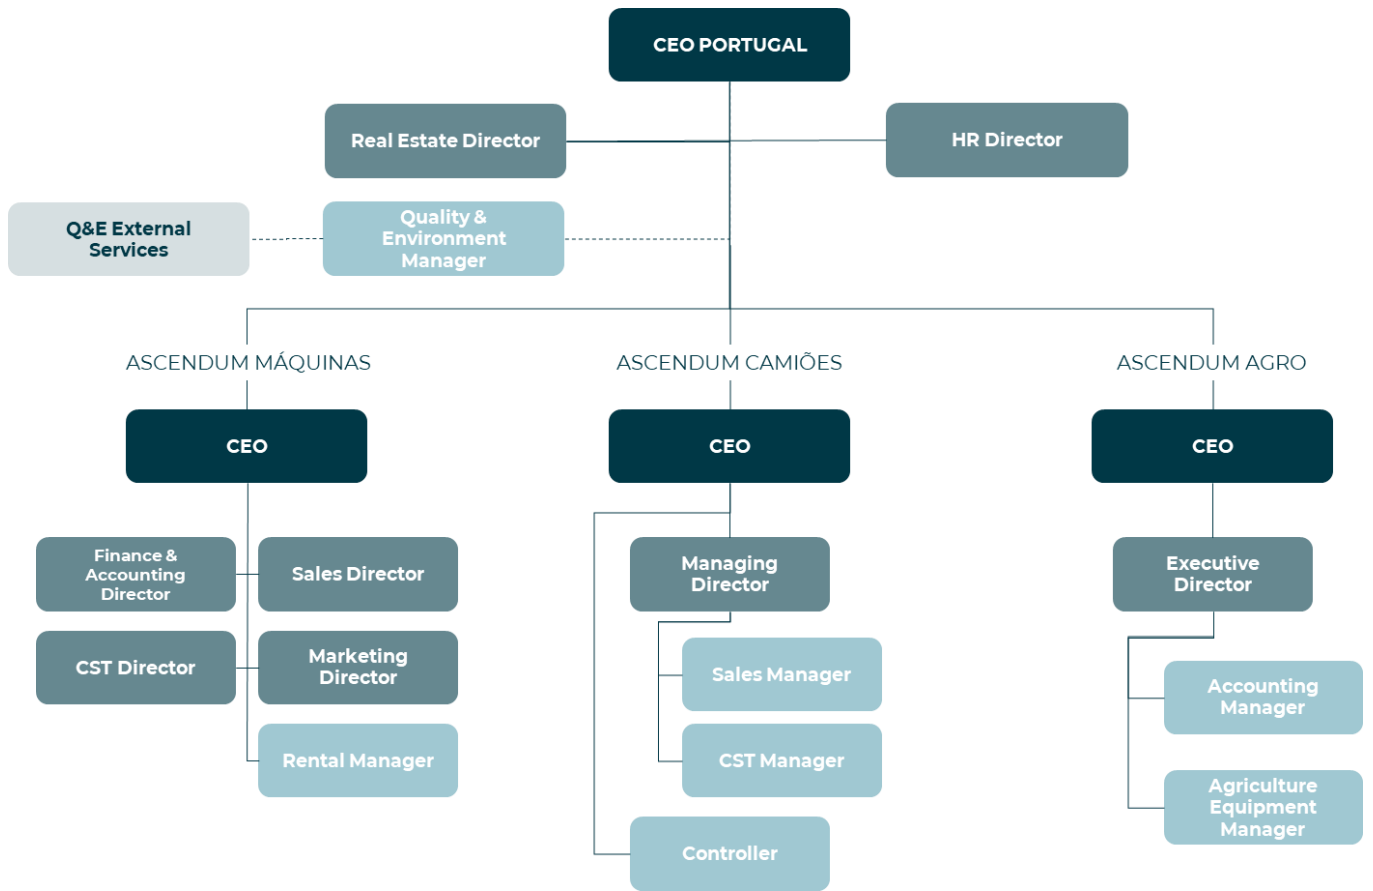 CEO PORTUGAL
Real Estate Director
HR Director
Q&E External
Services
Quality &
Environment
Manager
ASCENDUM MÁQUINAS
ASCENDUM CAMIÕES
ASCENDUM AGRO
CEO
CEO
CEO
Finance &
Accounting
Director
Sales Director
CST Director
Marketing
Director
Rental Manager
Managing
Director
Sales Manager
CST Manager
Controller
Executive
Director
Accounting
Manager
Agriculture
Equipment
Manager